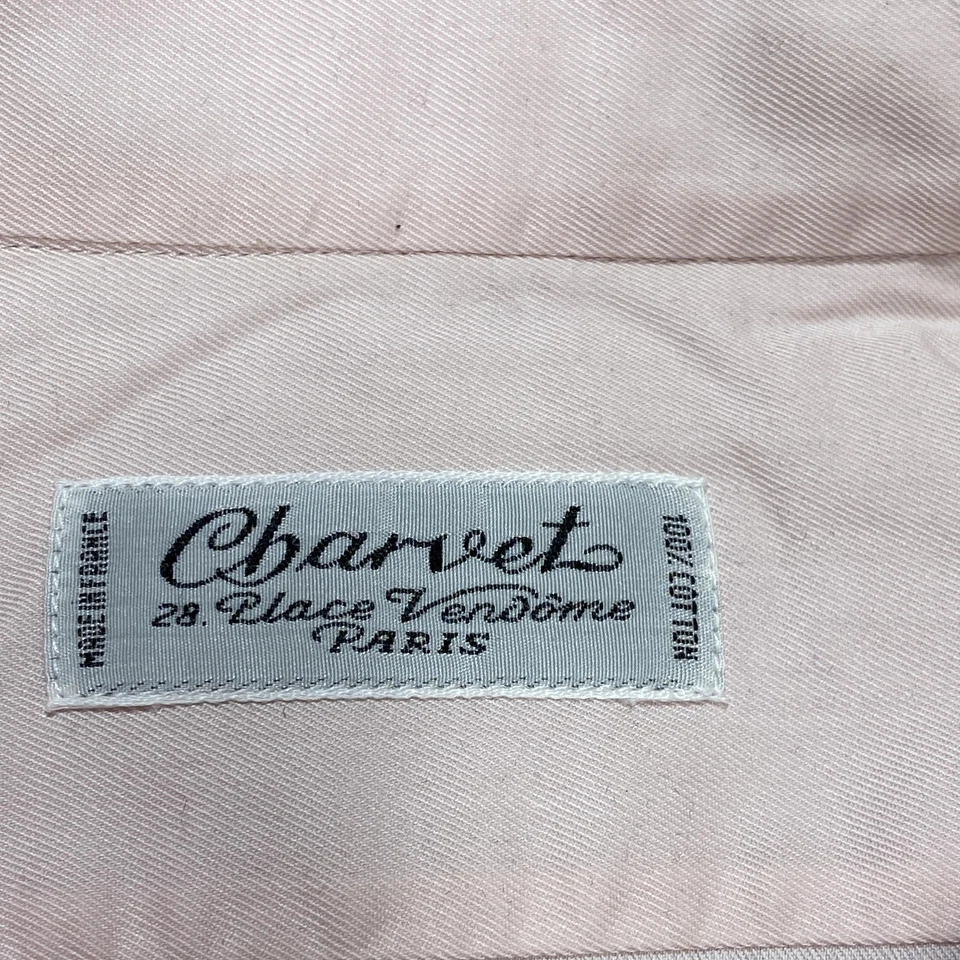 Charvet
28. Place Vendôme
PARIS
MADE IN FRANCE
100% COTTON